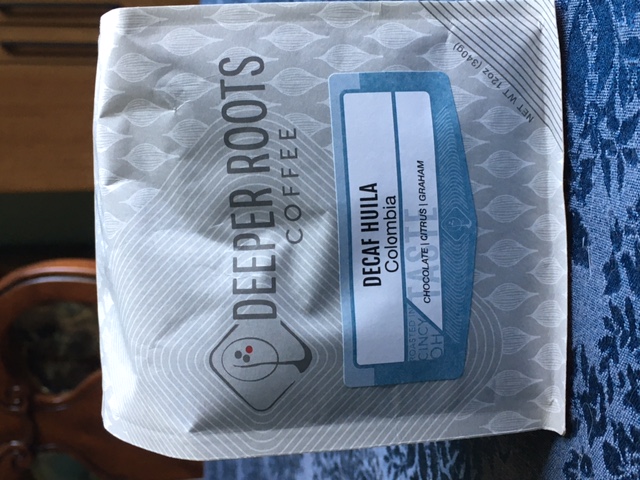 DEEPER ROOTS
COFFEE
DECAF HUILA
Colombia
TASTE
CHOCOLATE | CITRUS | GRAHAM
ROASTED IN
CINCY
OH
NET WT 12oz (340g)